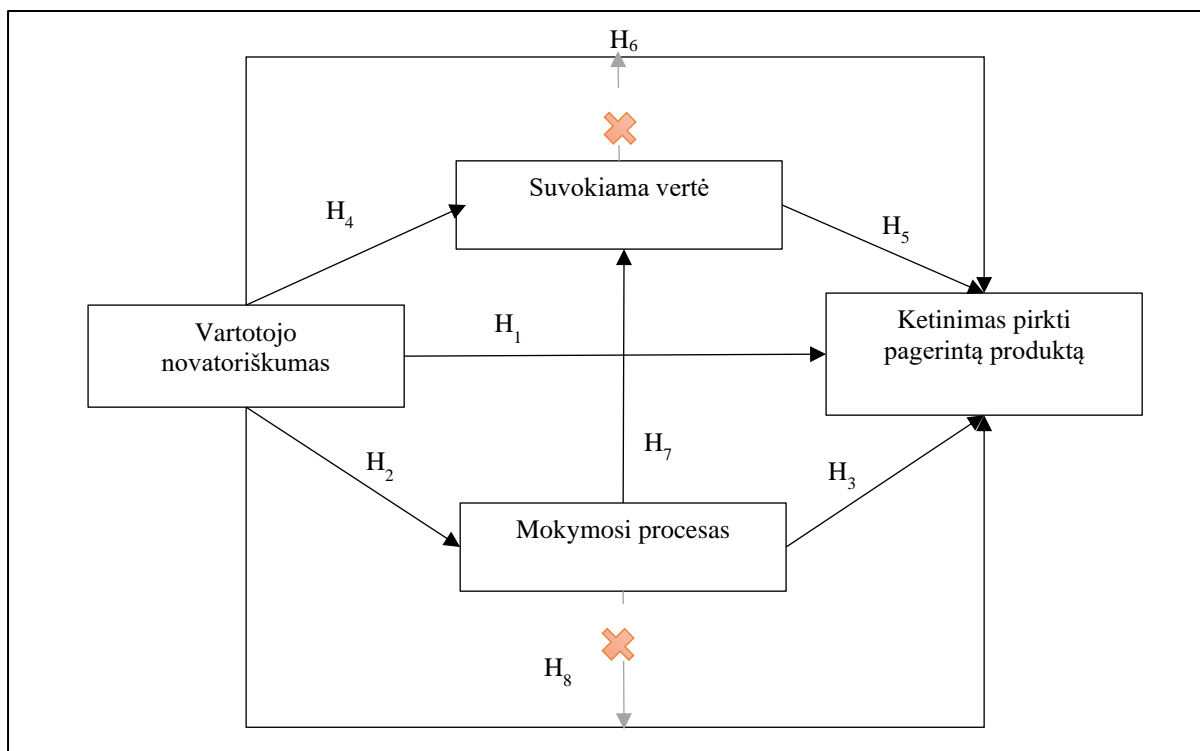 H₆
Suvokiama vertė
H₄
H₅
Vartotojo
novatoriškumas
H₁
Ketinimas pirkti
pagerintą produktą
H₂
H₇
H₃
Mokymosi procesas
H₈